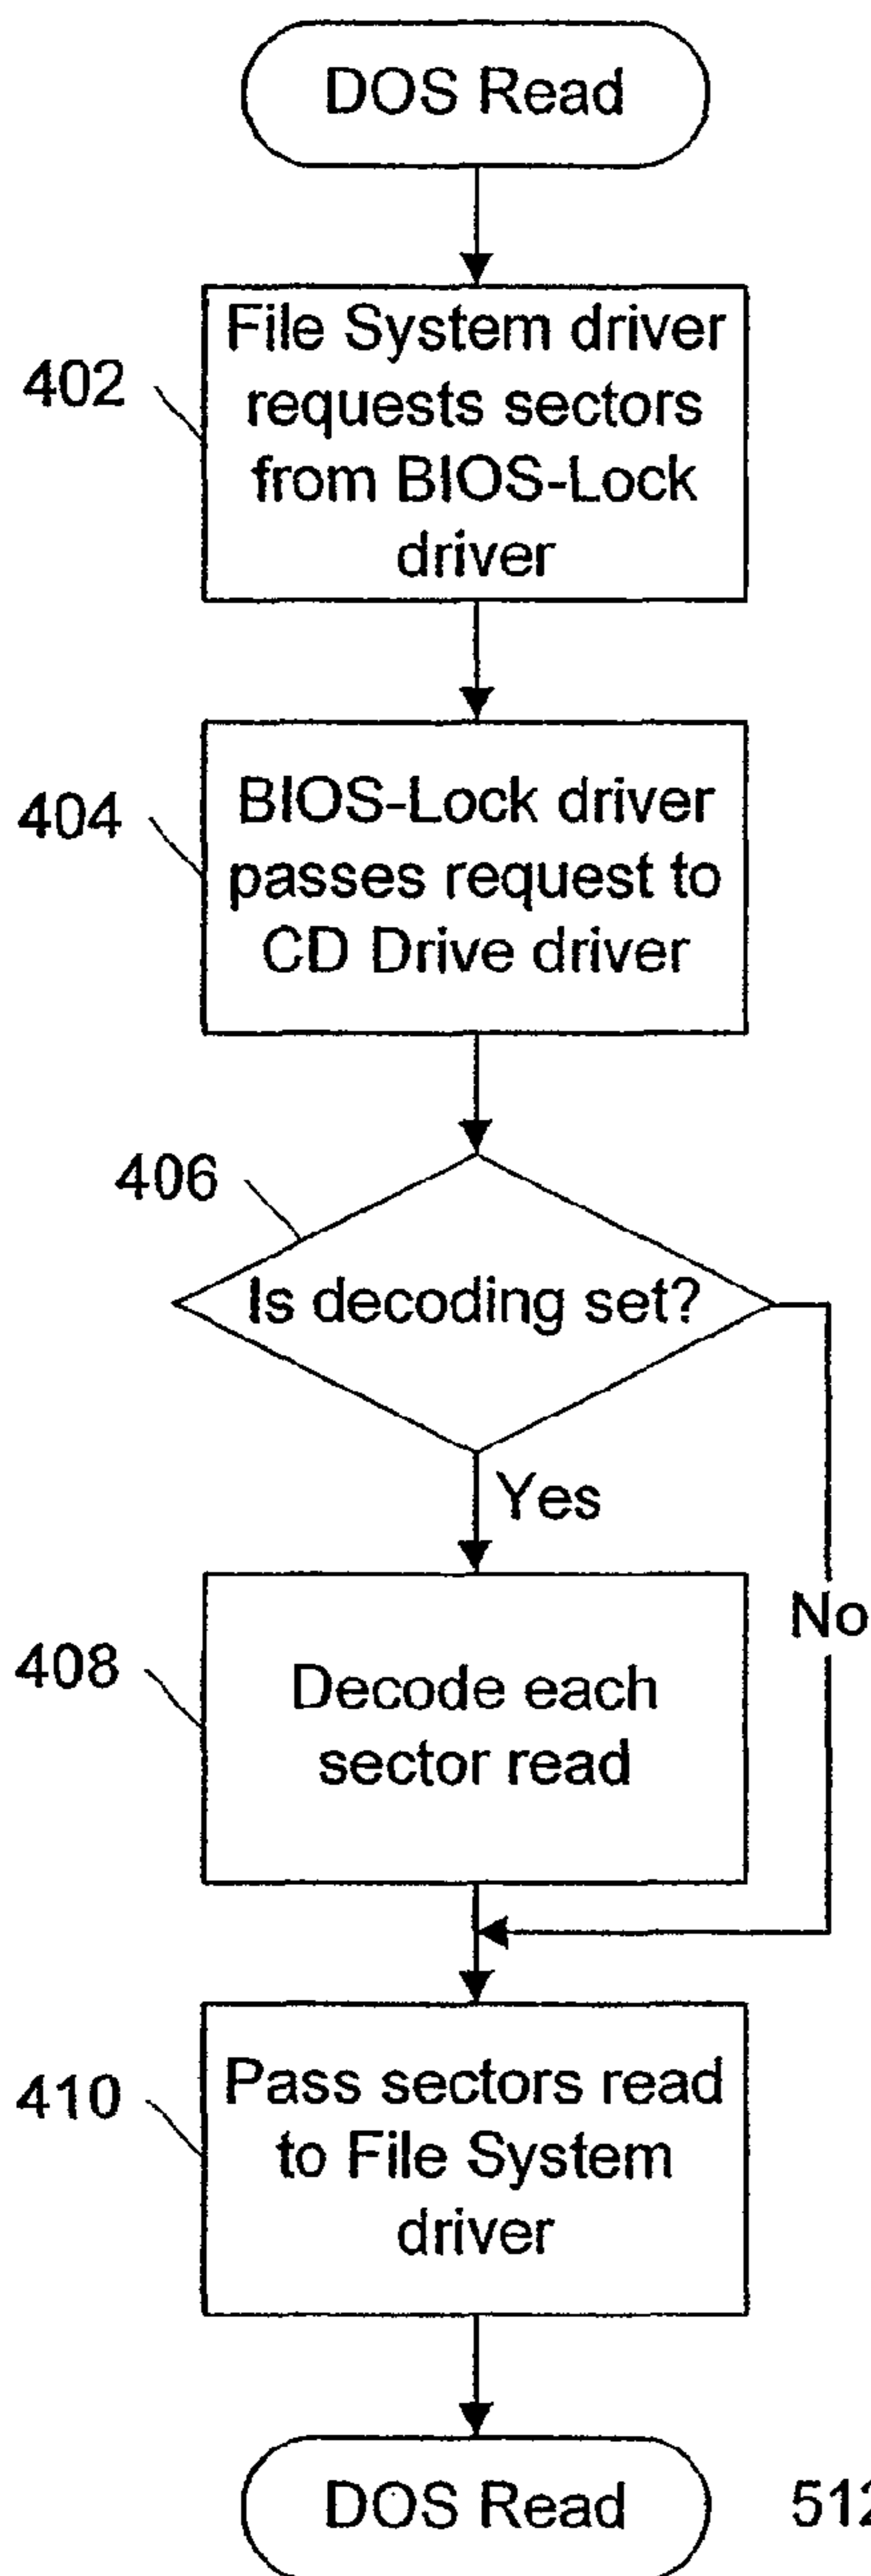 DOS Read
402
File System driver
requests sectors
from BIOS-Lock
driver
404
BIOS-Lock driver
passes request to
CD Drive driver
406
Is decoding set?
Yes
No
408
Decode each
sector read
410
Pass sectors read
to File System
driver
DOS Read
512